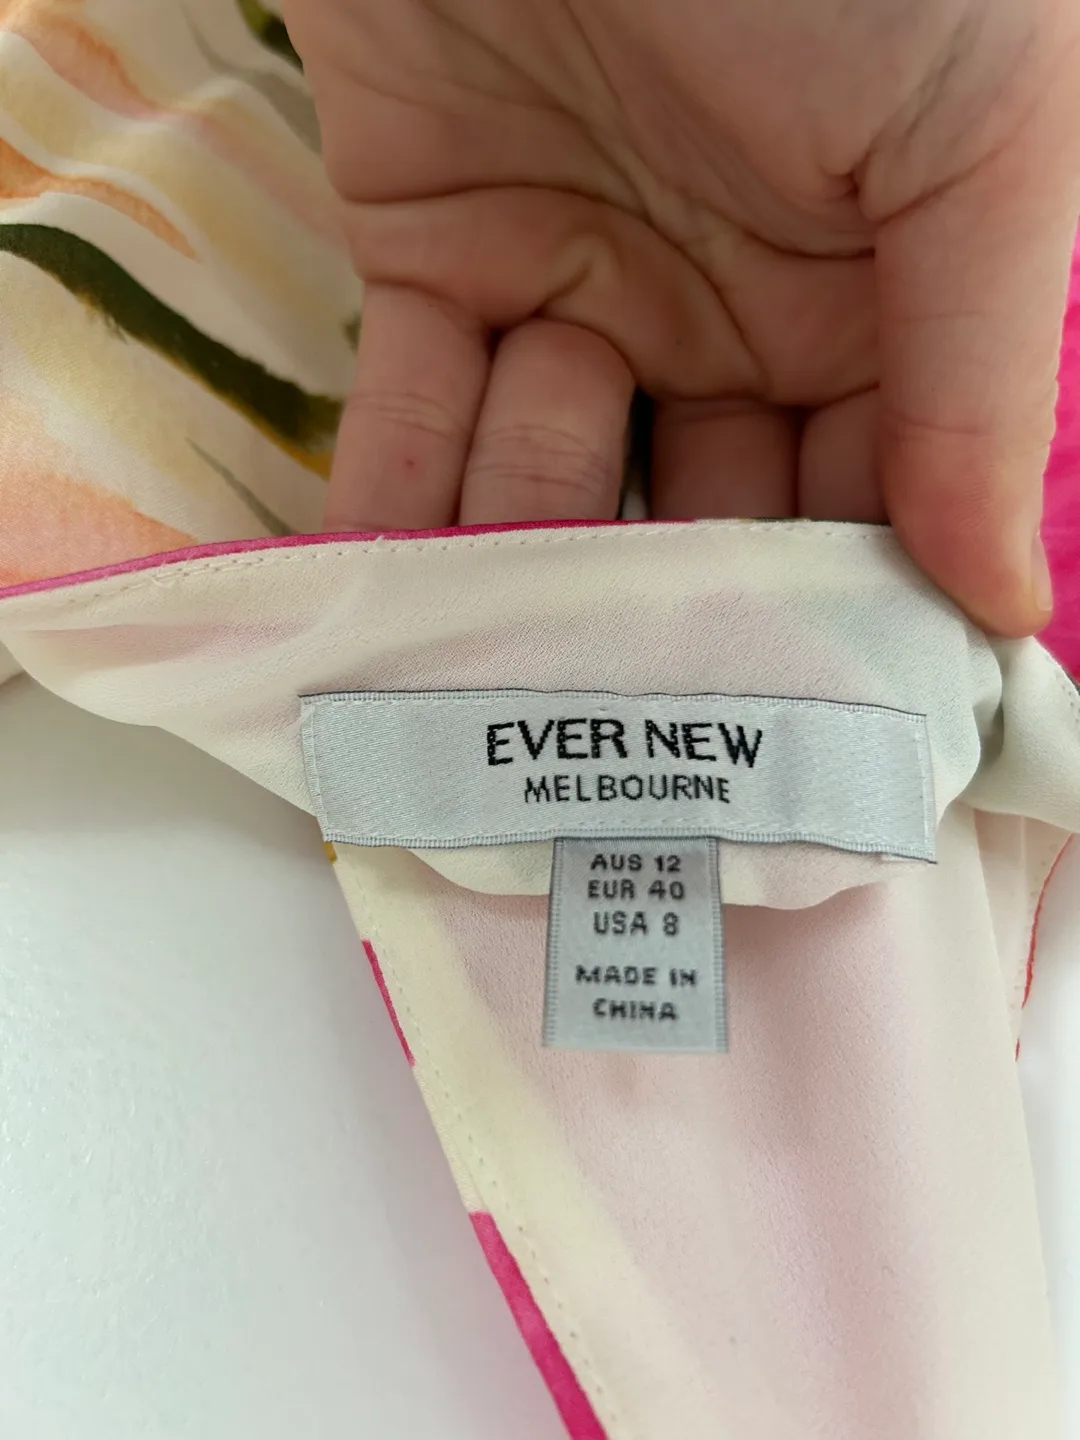 EVER NEW
MELBOURNE
AUS 12
EUR 40
USA 8
MADE IN
CHINA